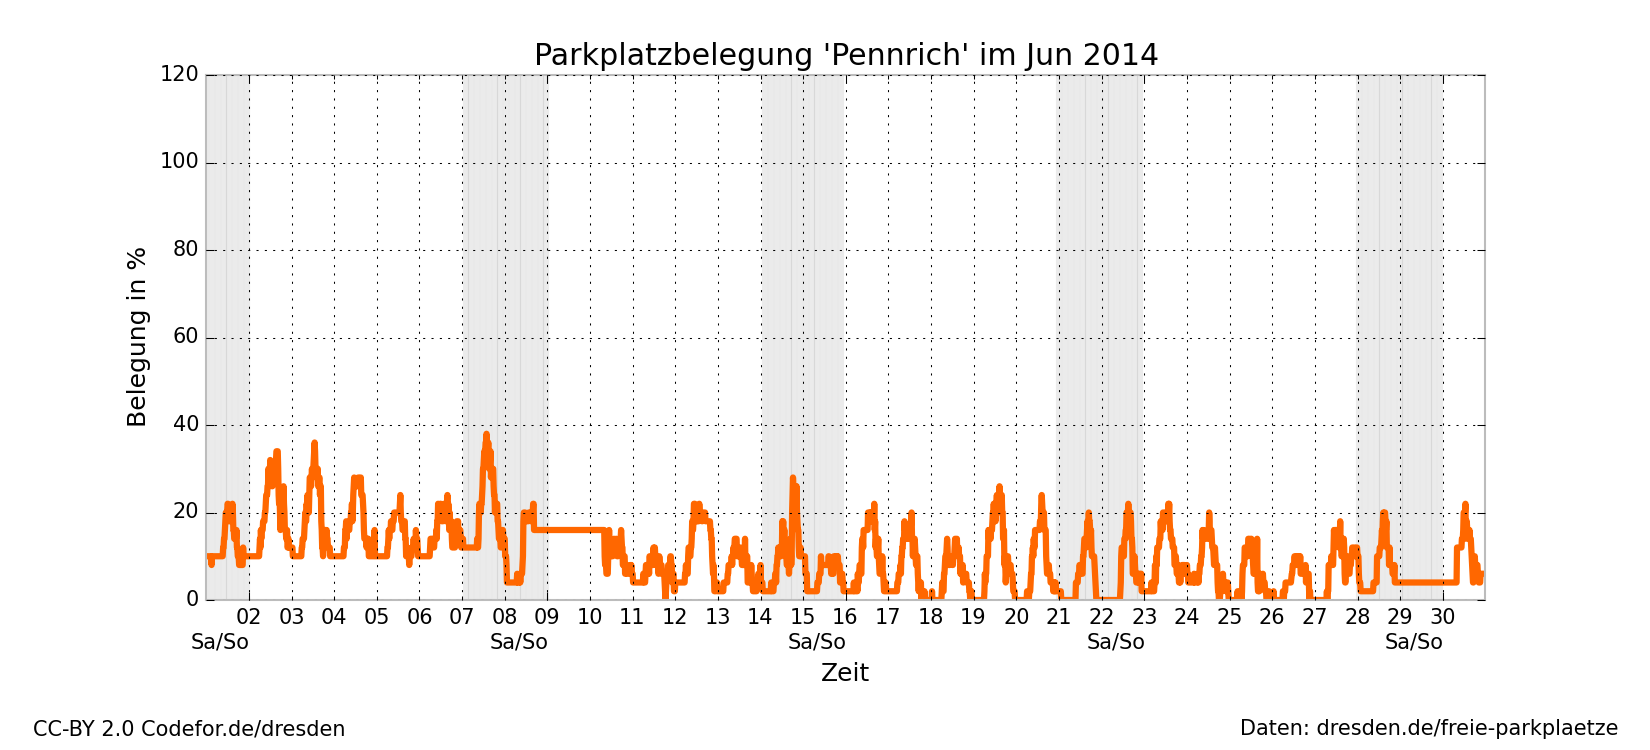 Parkplatzbelegung 'Pennrich' im Jun 2014
120
100
80
60
40
20
0
Belegung in %
02 03 04 05 06 07 08 09 10 11 12 13 14 15 16 17 18 19 20 21 22 23 24 25 26 27 28 29 30
Sa/So Sa/So Sa/So Sa/So Sa/So
Zeit
CC-BY 2.0 Codefor.de/dresden
Daten: dresden.de/freie-parkplaetze